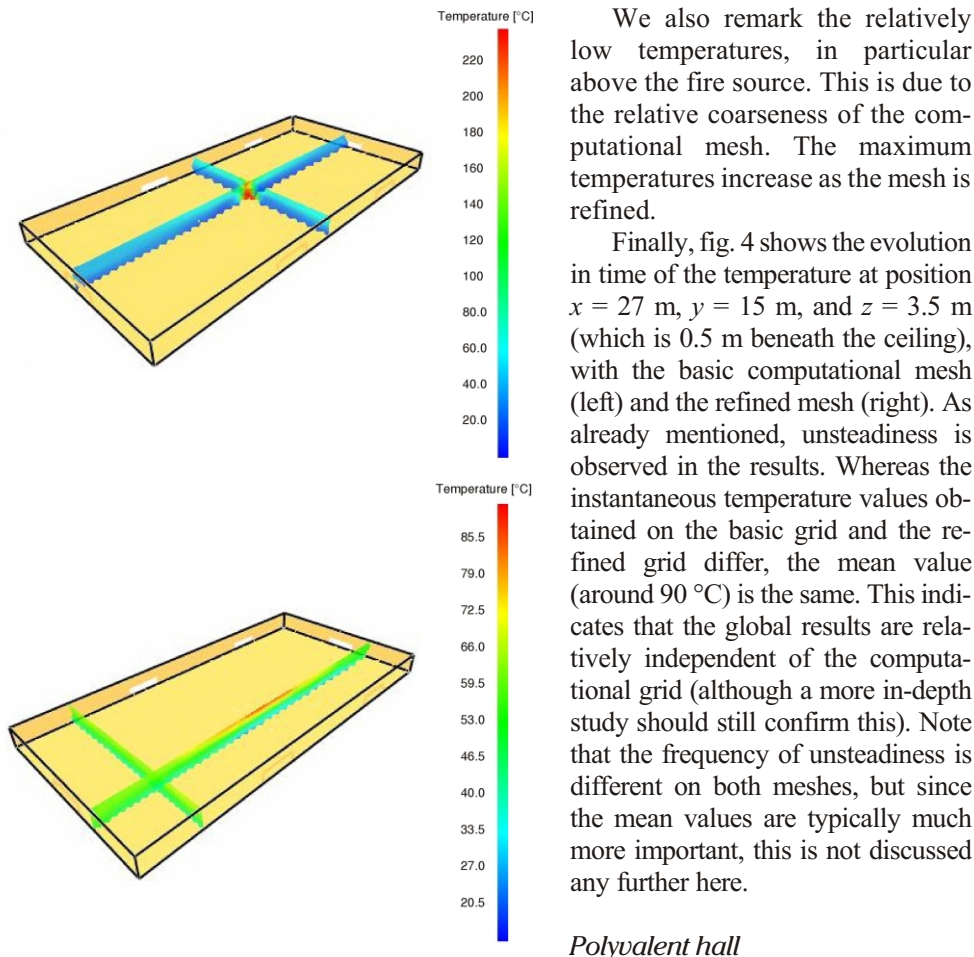 Temperature [°C]
220
200
180
160
140
120
100
80.0
60.0
40.0
20.0
Temperature [°C]
85.5
79.0
72.5
66.0
59.5
53.0
46.5
40.0
33.5
27.0
20.5
We also remark the relatively
low temperatures, in particular
above the fire source. This is due to
the relative coarseness of the com-
putational mesh. The maximum
temperatures increase as the mesh is
refined.
Finally, fig. 4 shows the evolution
in time of the temperature at position
x = 27 m, y = 15 m, and z = 3.5 m
(which is 0.5 m beneath the ceiling),
with the basic computational mesh
(left) and the refined mesh (right). As
already mentioned, unsteadiness is
observed in the results. Whereas the
instantaneous temperature values ob-
tained on the basic grid and the re-
fined grid differ, the mean value
(around 90 °C) is the same. This indi-
cates that the global results are rela-
tively independent of the computa-
tional grid (although a more in-depth
study should still confirm this). Note
that the frequency of unsteadiness is
different on both meshes, but since
the mean values are typically much
more important, this is not discussed
any further here.
Polyvalent hall